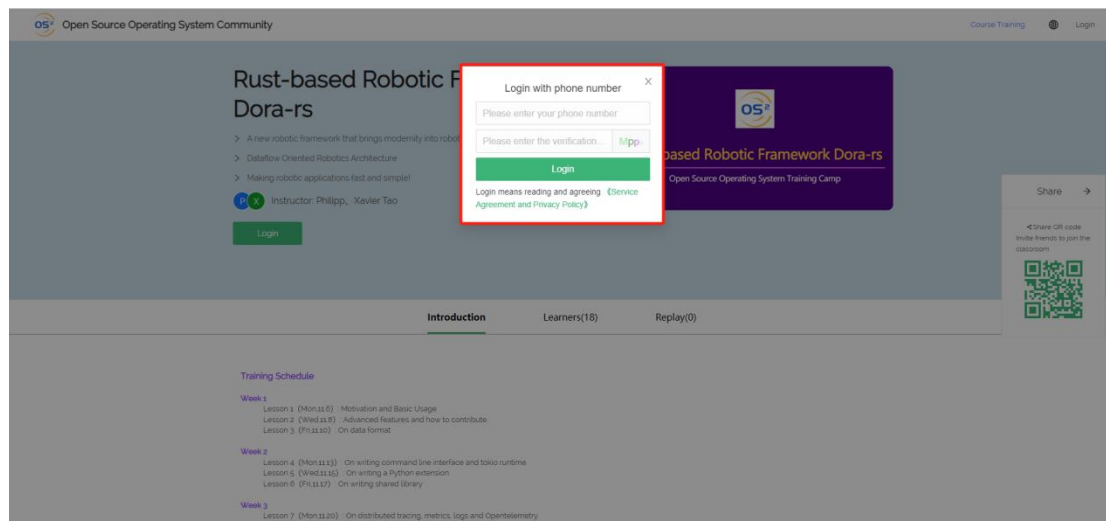 OS² Open Source Operating System Community
Course Training
Login
Rust-based Robotic F
Dora-rs
> A new robotic framework that brings modernity into robot
> Dataflow Oriented Robotics Architecture
> Making robotic applications fast and simple!
P X Instructor: Philipp, Xavier Tao
Login
Login with phone number
Please enter your phone number
Please enter the verification...
Login
Login means reading and agreeing 《Service
Agreement and Privacy Policy》
OS²
based Robotic Framework Dora-rs
Open Source Operating System Training Camp
Share →
Share QR code
Invite friends to join the
classroom
Introduction
Learners(18)
Replay(0)
Training Schedule
Week 1
Lesson 1 (Mon,11.6) : Motivation and Basic Usage
Lesson 2 (Wed,11.8) : Advanced features and how to contribute
Lesson 3 (Fri,11.10) : On data format
Week 2
Lesson 4 (Mon,11.13) : On writing command line interface and tokio runtime
Lesson 5 (Wed,11.15) : On writing a Python extension
Lesson 6 (Fri,11.17) : On writing shared library
Week 3
Lesson 7 (Mon,11.20) : On distributed tracing, metrics, logs and Opentelemetry